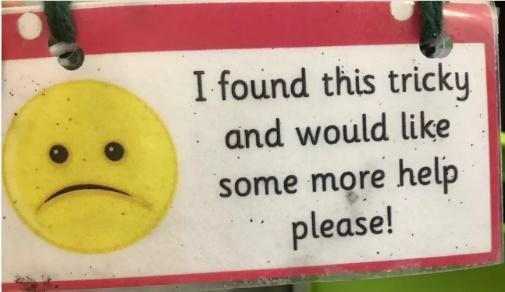 I found this tricky
and would like
some more help
please!